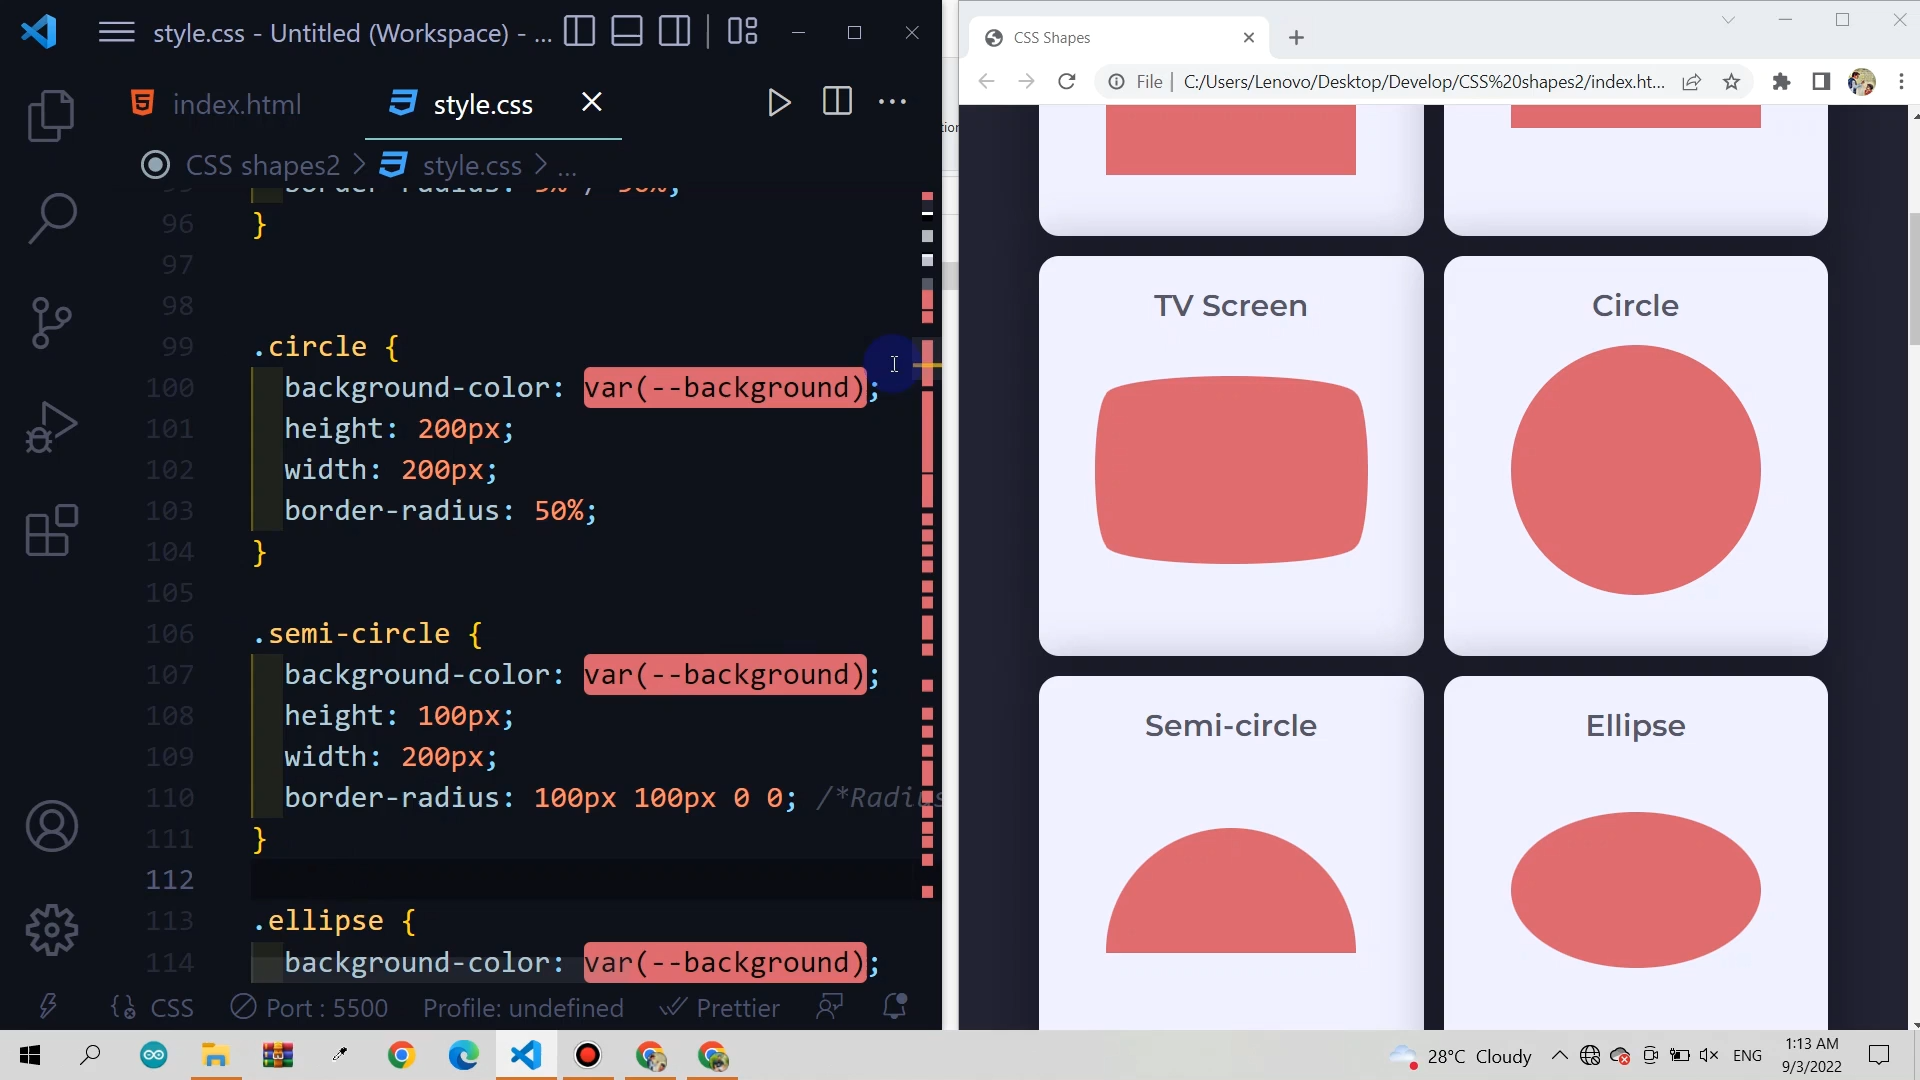 style.css - Untitled (Workspace) - ...
index.html
style.css
CSS shapes2 > style.css > ...
96 }
97
98
99 .circle {
100 background-color: var(--background);
101 height: 200px;
102 width: 200px;
103 border-radius: 50%;
104 }
105
106 .semi-circle {
107 background-color: var(--background);
108 height: 100px;
109 width: 200px;
110 border-radius: 100px 100px 0 0; /*Radius
111 }
112
113 .ellipse {
114 background-color: var(--background);
CSS
Port : 5500
Profile: undefined
Prettier
CSS Shapes
File | C:/Users/Lenovo/Desktop/Develop/CSS%20shapes2/index.ht...
TV Screen
Circle
Semi-circle
Ellipse
28°C Cloudy
ENG
1:13 AM
9/3/2022